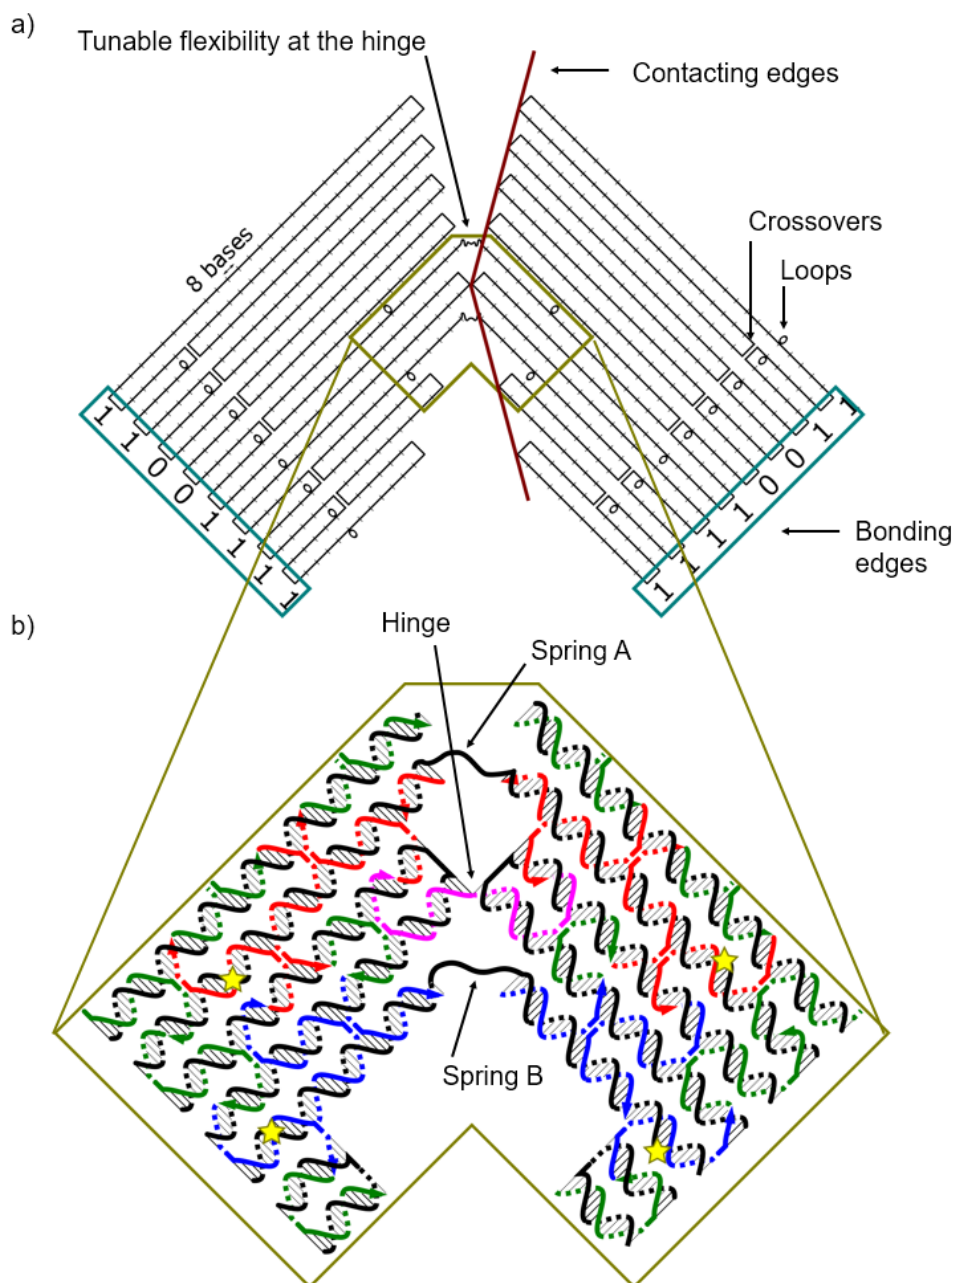 a)
Tunable flexibility at the hinge
Contacting edges
8 bases
Crossovers
Loops
1 1 0 0 1 1 1 1
1 1 1 1 0 0 1 1
Bonding
edges
b)
Hinge
Spring A
Spring B